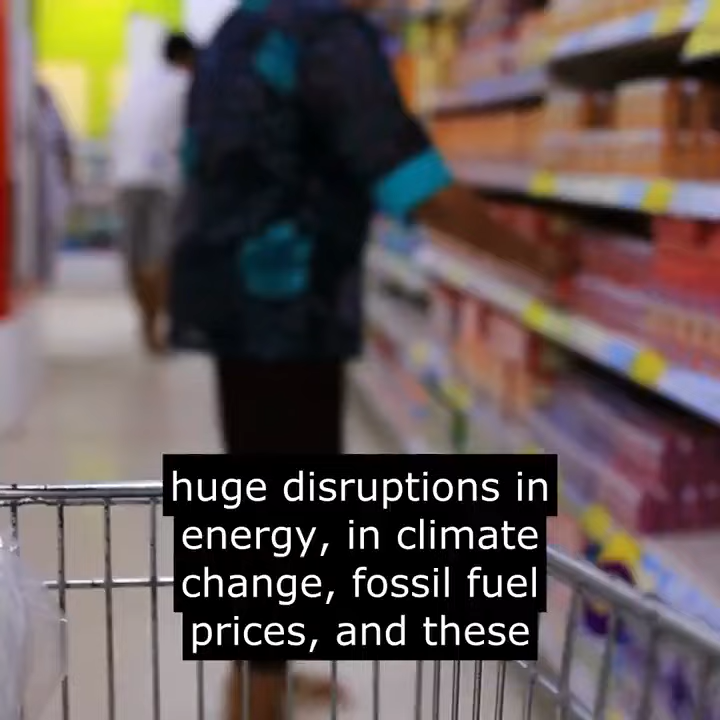 huge disruptions in
energy, in climate
change, fossil fuel
prices, and these